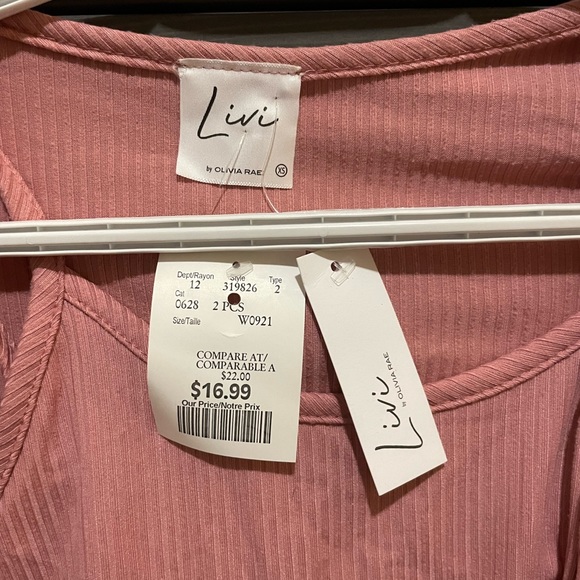 Livi
by OLIVIA RAE
XS
Dept/Rayon Style Type
12 319826 2
Cat
0628 2 PCS
Size/Taille W0921
COMPARE AT/
COMPARABLE A
$22.00
$16.99
Our Price/Notre Prix
Livi
by OLIVIA RAE